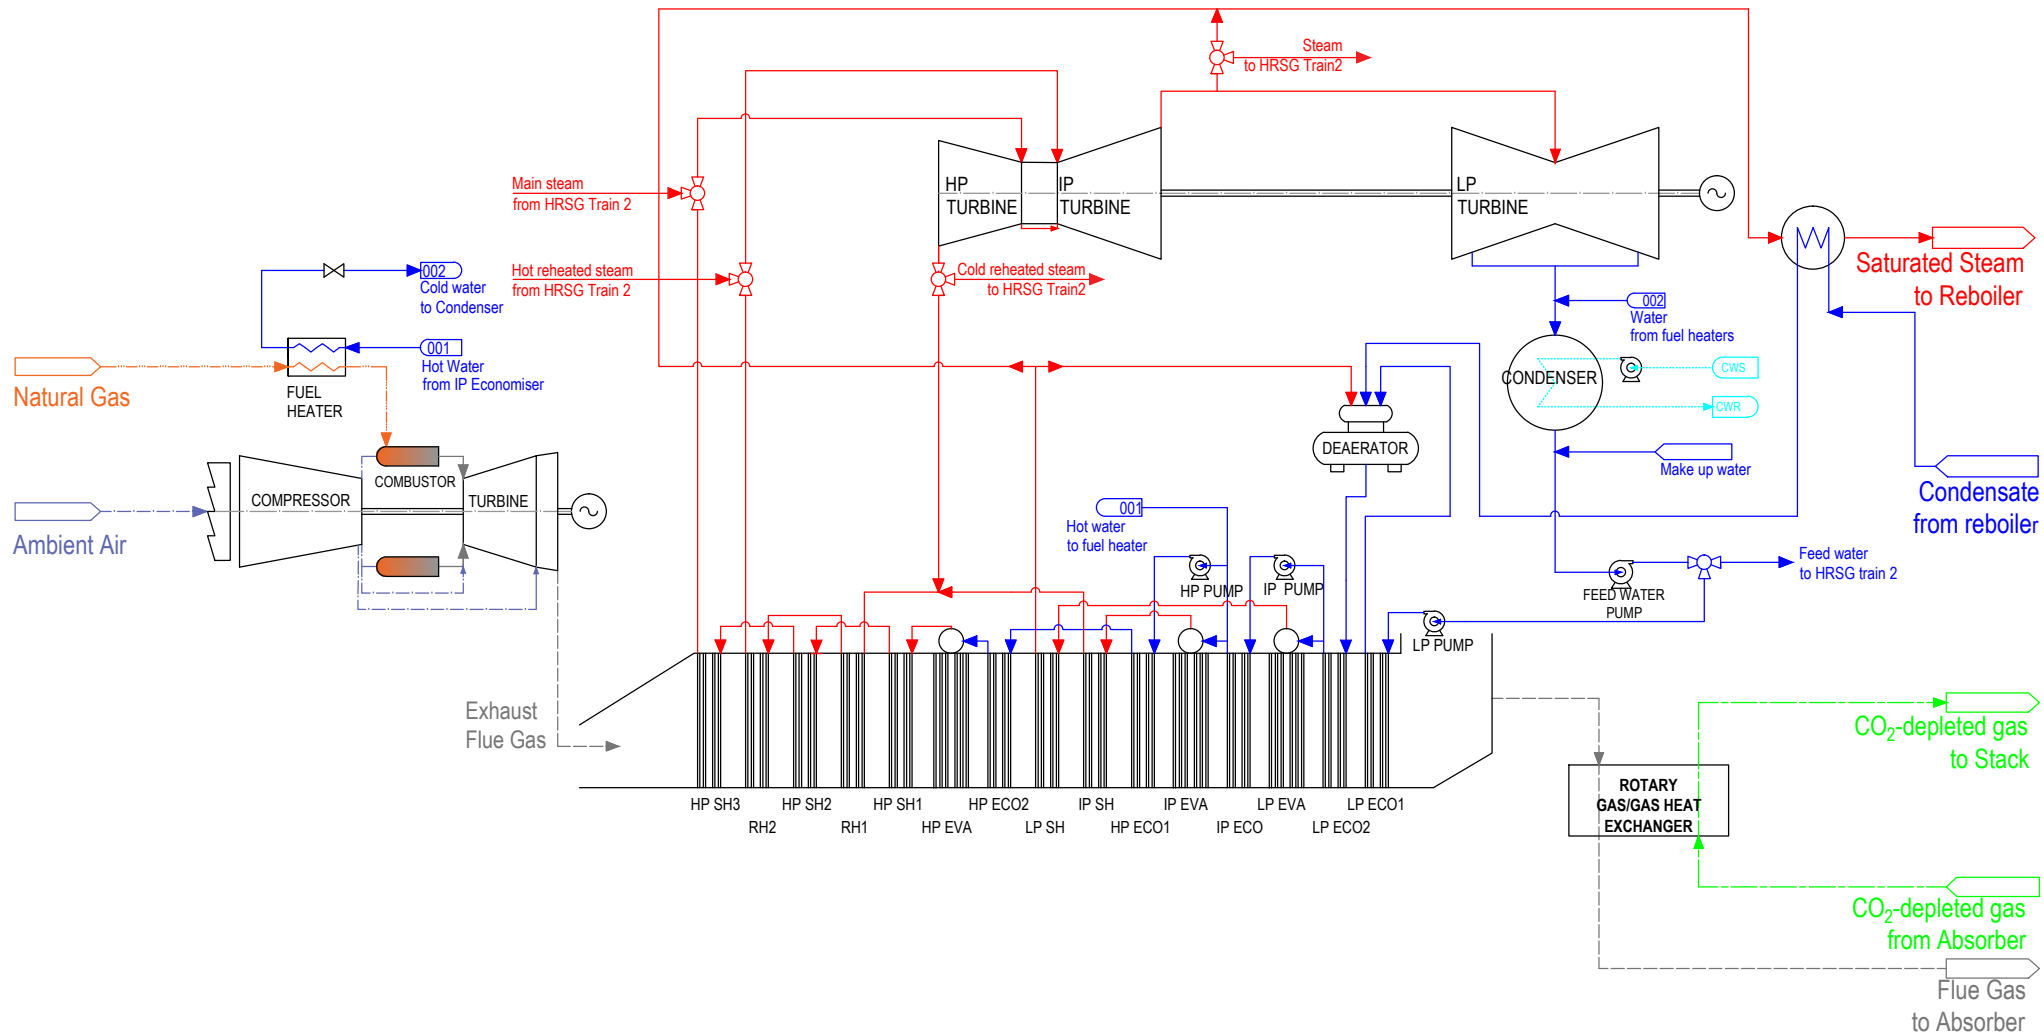 Steam
to HRSG Train2
Main steam
from HRSG Train 2
HP
TURBINE
IP
TURBINE
LP
TURBINE
002
Cold water
to Condenser
Hot reheated steam
from HRSG Train 2
Cold reheated steam
to HRSG Train2
Saturated Steam
to Reboiler
002
Water
from fuel heaters
001
Hot Water
from IP Economiser
Natural Gas
FUEL
HEATER
CONDENSER
CWS
CWR
DEAERATOR
Make up water
COMPRESSOR
COMBUSTOR
TURBINE
Ambient Air
001
Hot water
to fuel heater
Condensate
from reboiler
HP PUMP
IP PUMP
Feed water
to HRSG train 2
FEED WATER
PUMP
LP PUMP
Exhaust
Flue Gas
HP SH3
RH2
HP SH2
RH1
HP SH1
HP EVA
HP ECO2
LP SH
IP SH
HP ECO1
IP EVA
IP ECO
LP EVA
LP ECO2
LP ECO1
CO₂-depleted gas
to Stack
ROTARY
GAS/GAS HEAT
EXCHANGER
CO₂-depleted gas
from Absorber
Flue Gas
to Absorber